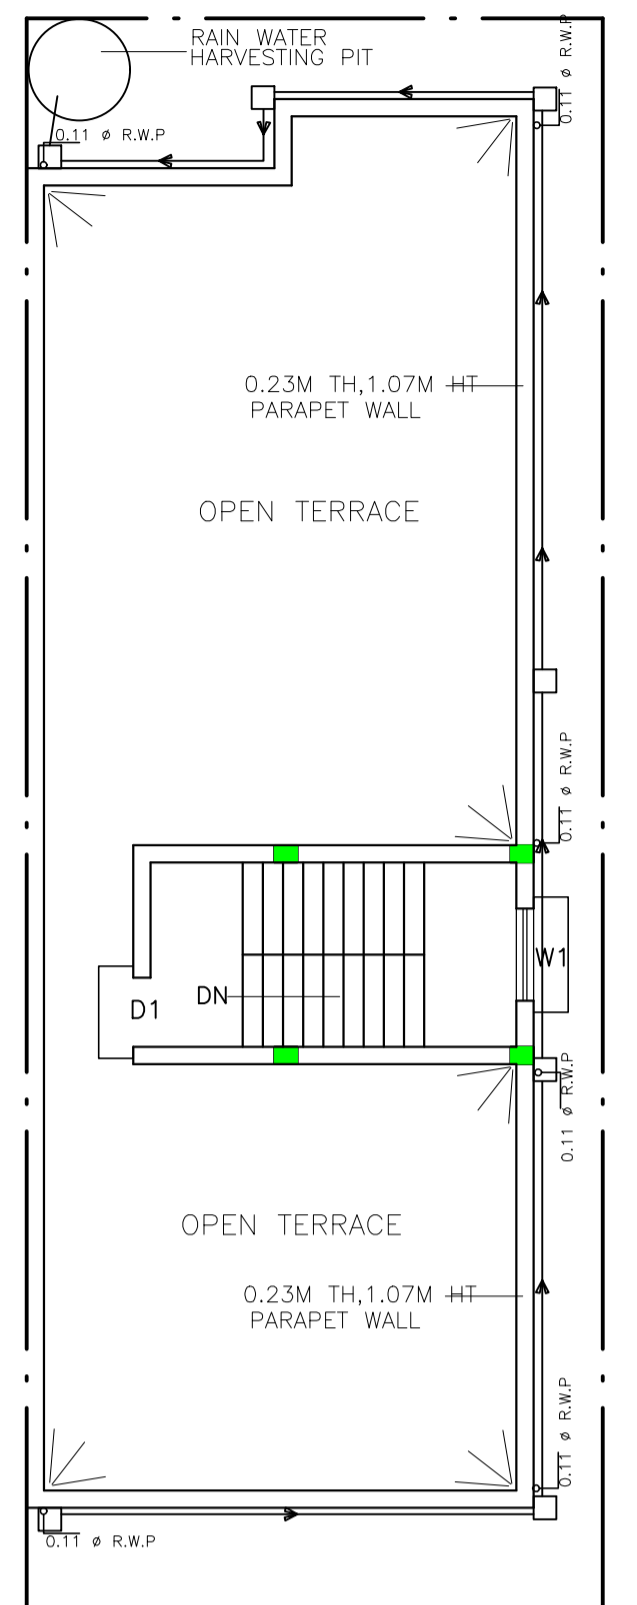 RAIN WATER
HARVESTING PIT
0.11 ø R.W.P
0.11 ø R.W.P
0.23M TH,1.07M HT
PARAPET WALL
OPEN TERRACE
0.11 ø R.W.P
W1
DN
D1
0.11 ø R.W.P
OPEN TERRACE
0.23M TH,1.07M HT
PARAPET WALL
0.11 ø R.W.P
0.11 ø R.W.P